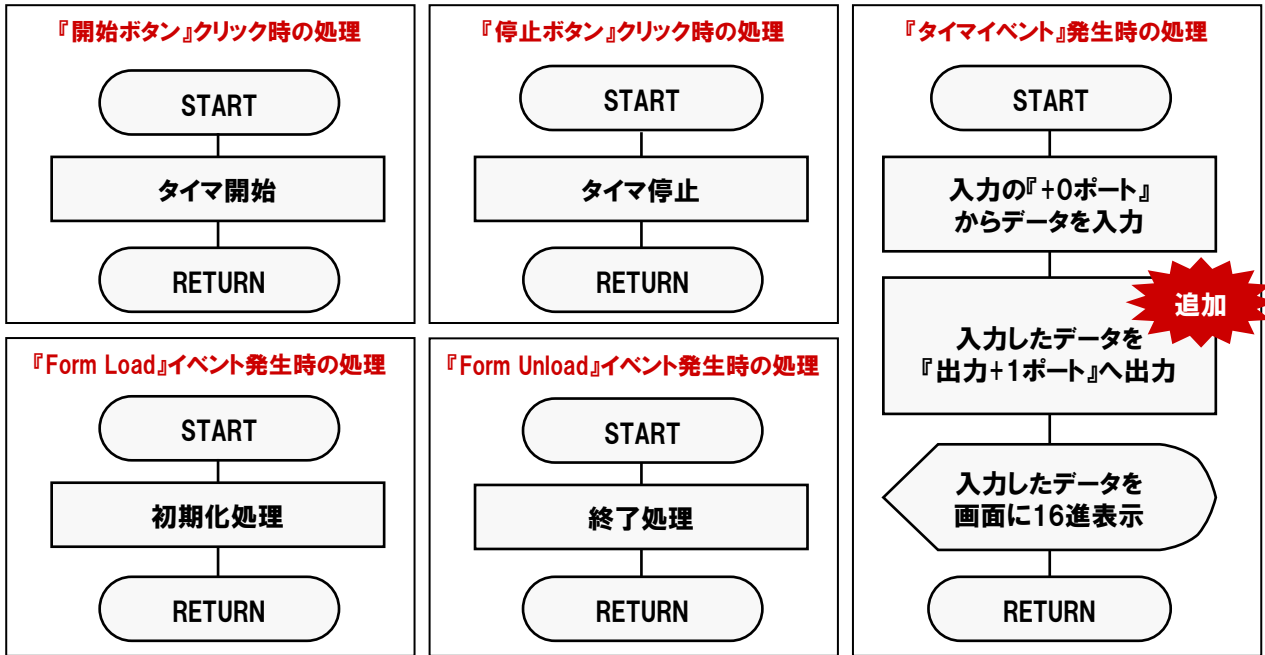 『開始ボタン』クリック時の処理
START
タイマ開始
RETURN
『停止ボタン』クリック時の処理
START
タイマ停止
RETURN
『タイマイベント』発生時の処理
START
入力の『+0ポート』
からデータを入力
追加
入力したデータを
『出力+1ポート』へ出力
入力したデータを
画面に16進表示
RETURN
『Form Load』イベント発生時の処理
START
初期化処理
RETURN
『Form Unload』イベント発生時の処理
START
終了処理
RETURN